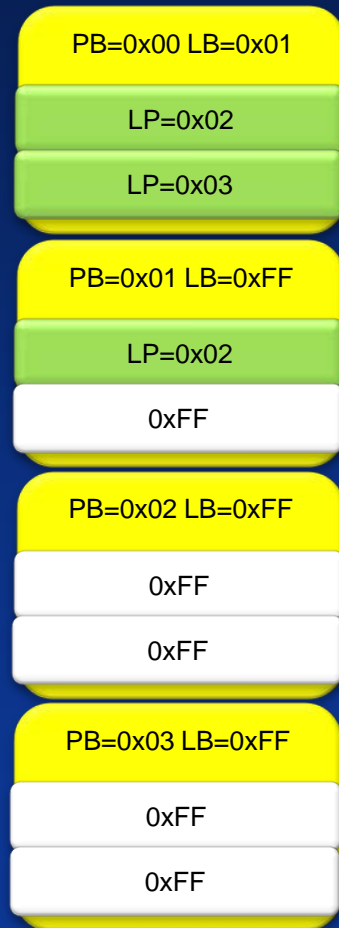 PB=0x00 LB=0x01
LP=0x02
LP=0x03
PB=0x01 LB=0xFF
LP=0x02
0xFF
PB=0x02 LB=0xFF
0xFF
0xFF
PB=0x03 LB=0xFF
0xFF
0xFF